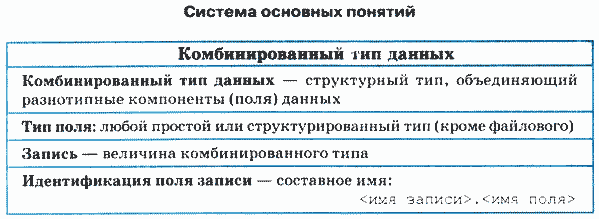 Система основных понятий
Комбинированный тип данных
Комбинированный тип данных — структурный тип, объединяющий
разнотипные компоненты (поля) данных
Тип поля: любой простой или структурированный тип (кроме файлового)
Запись — величина комбинированного типа
Идентификация поля записи — составное имя:
<имя записи>.<имя поля>